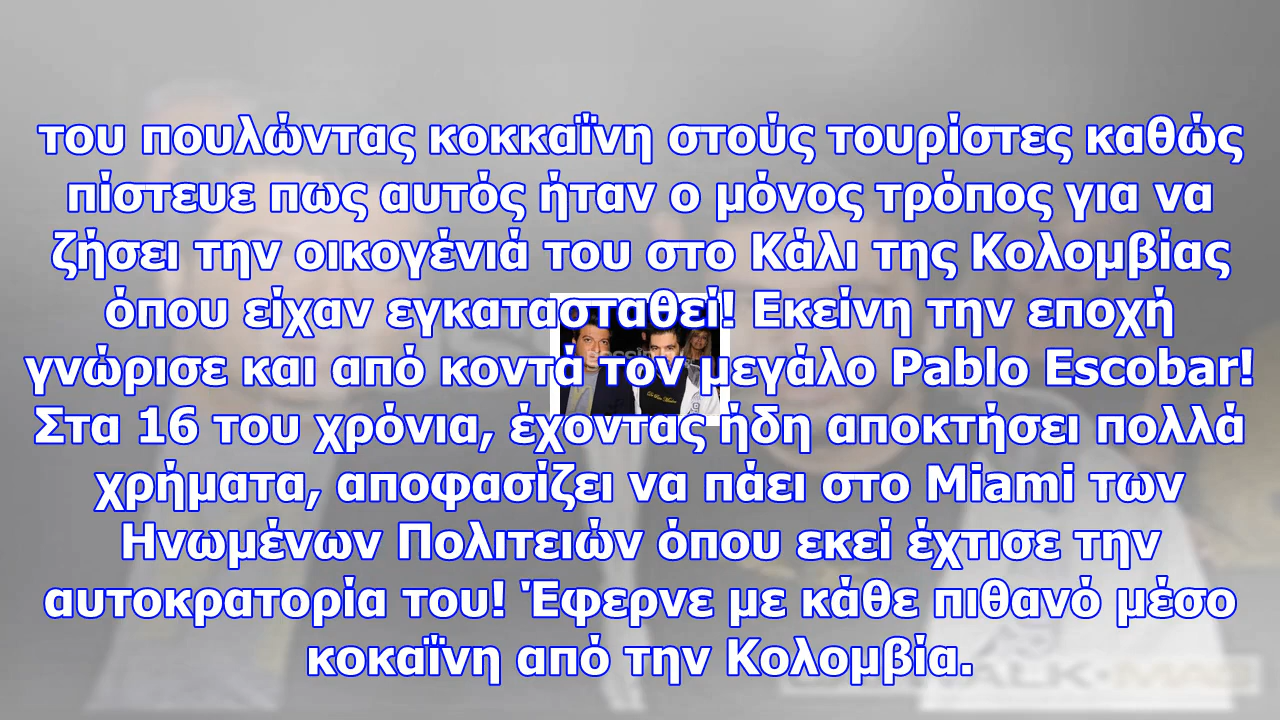 του πουλώντας κοκκαΐνη στούς τουρίστες καθώς
πίστευε πως αυτός ήταν ο μόνος τρόπος για να
ζήσει την οικογένιά του στο Κάλι της Κολομβίας
όπου είχαν εγκατασταθεί! Εκείνη την εποχή
γνώρισε και από κοντά τον μεγάλο Pablo Escobar!
Στα 16 του χρόνια, έχοντας ήδη αποκτήσει πολλά
χρήματα, αποφασίζει να πάει στο Miami των
Ηνωμένων Πολιτειών όπου εκεί έχτισε την
αυτοκρατορία του! Έφερνε με κάθε πιθανό μέσο
κοκαΐνη από την Κολομβία.